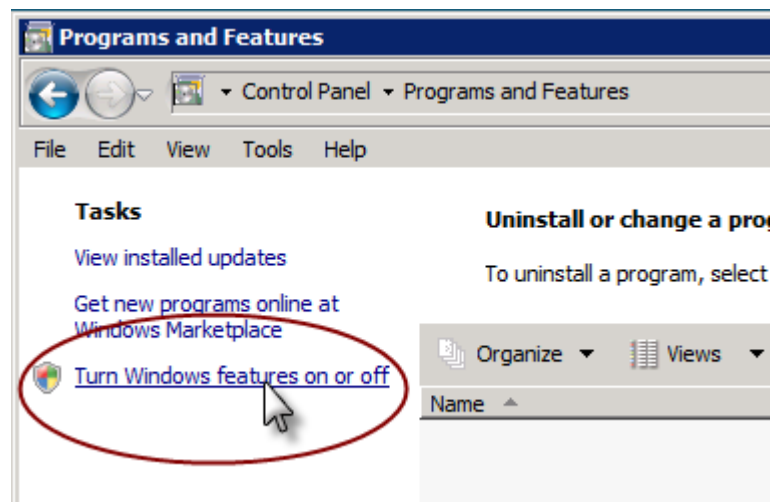 Programs and Features
Control Panel Programs and Features
File Edit View Tools Help
Tasks
View installed updates
Get new programs online at
Windows Marketplace
Turn Windows features on or off
Uninstall or change a
To uninstall a program, select
Organize Views
Name